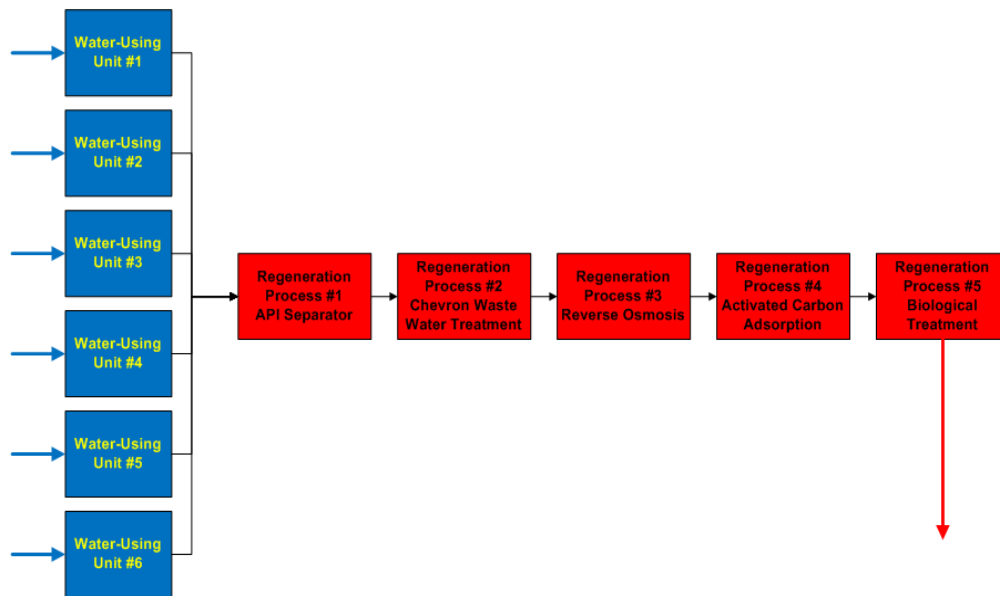 Water-Using
Unit #1
Water-Using
Unit #2
Water-Using
Unit #3
Water-Using
Unit #4
Water-Using
Unit #5
Water-Using
Unit #6
Regeneration
Process #1
API Separator
Regeneration
Process #2
Chevron Waste
Water Treatment
Regeneration
Process #3
Reverse Osmosis
Regeneration
Process #4
Activated Carbon
Adsorption
Regeneration
Process #5
Biological
Treatment